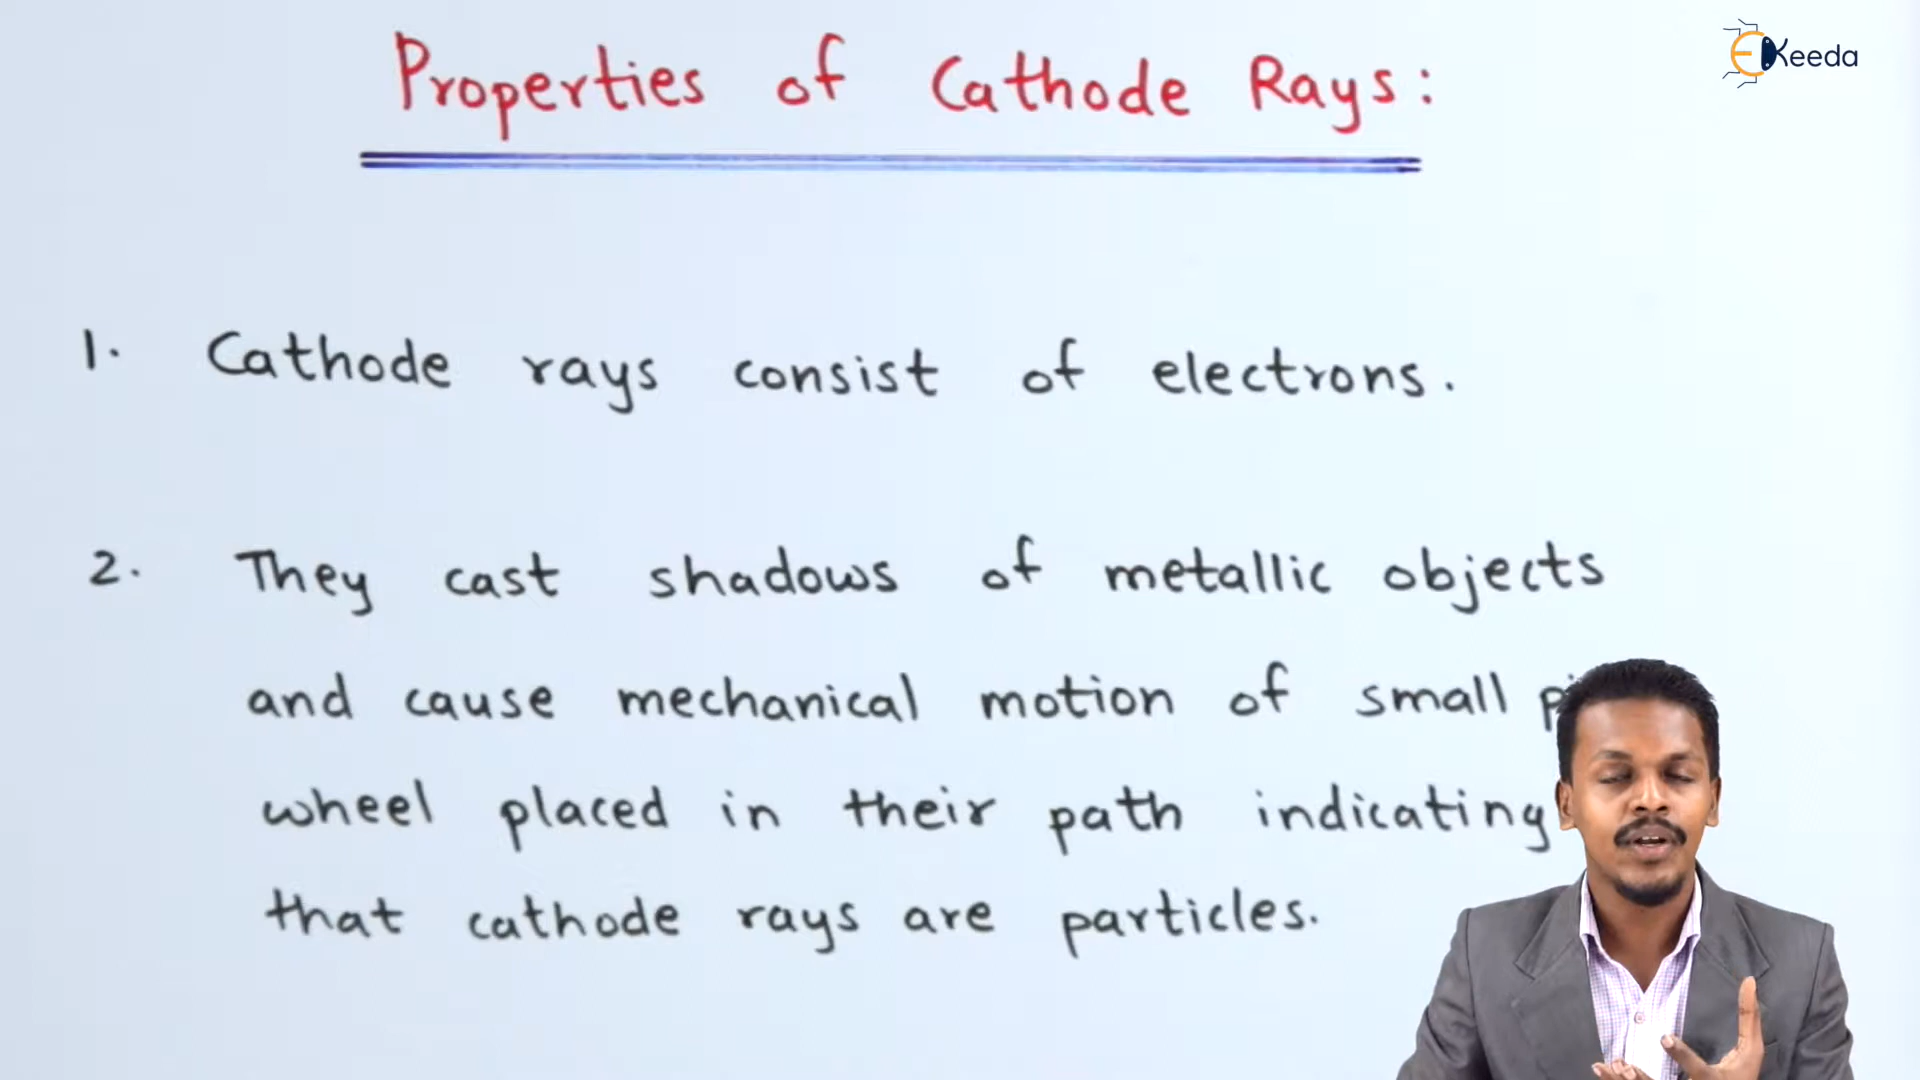 Properties of Cathode Rays:
EKeeda
1. Cathode rays consist of electrons.
2. They cast shadows of metallic objects
and cause mechanical motion of small
wheel placed in their path indicating
that cathode rays are particles.